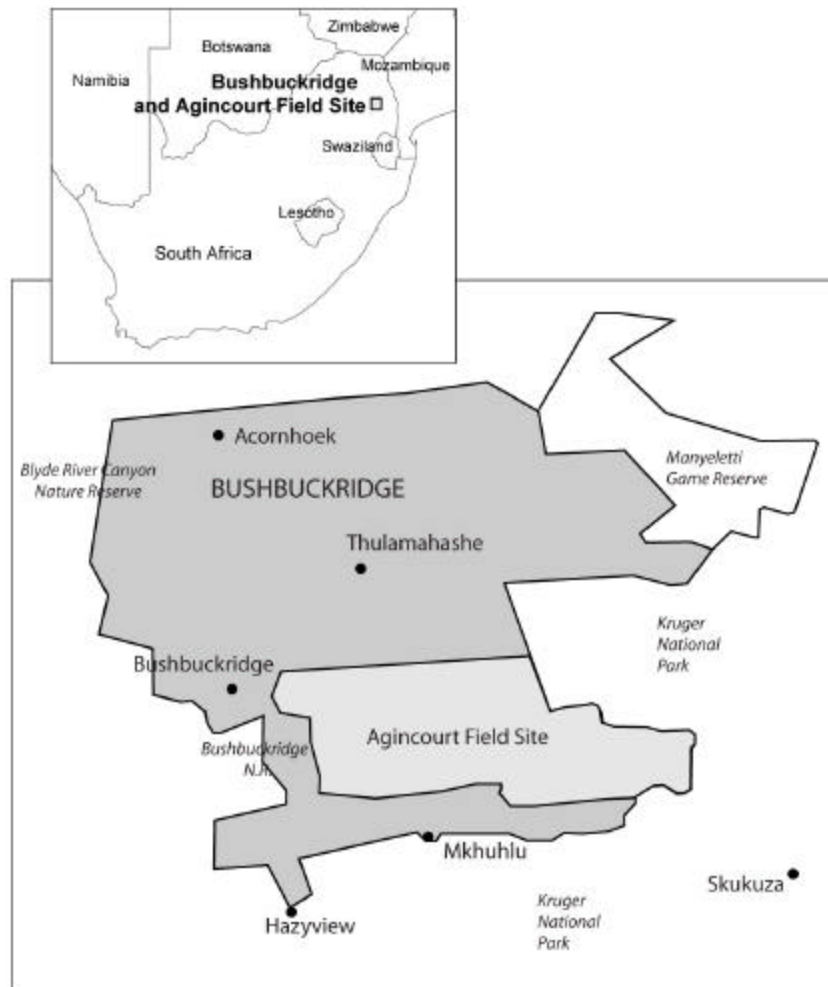 Zimbabwe
Botswana
Mozambique
Namibia
Bushbuckridge
and Agincourt Field Site
Swaziland
Lesotho
South Africa
Acornhoek
Blyde River Canyon
Nature Reserve
BUSHBUCKRIDGE
Manyeletti
Game Reserve
Thulamahashe
Kruger
National
Park
Bushbuckridge
Agincourt Field Site
Bushbuckridge
N.R.
Mkhuhlu
Skukuza
Hazyview
Kruger
National
Park